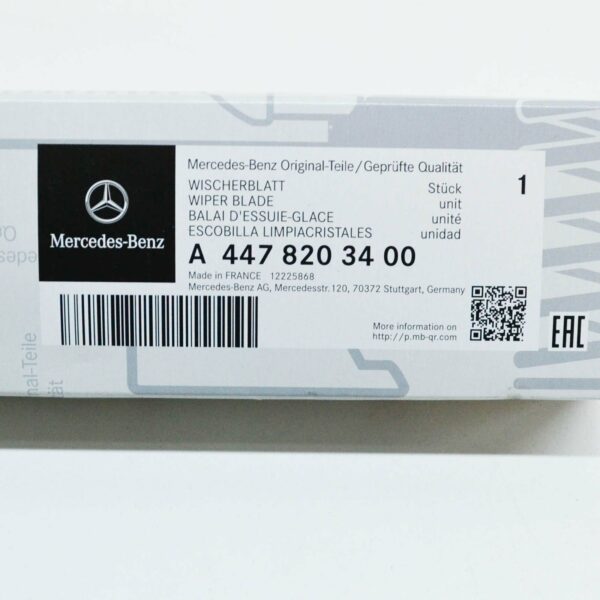 Mercedes-Benz Original-Teile/Geprüfte Qualität
WISCHERBLATT Stück 1
WIPER BLADE unit
BALAI D'ESSUIE-GLACE unité
ESCOBILLA LIMPIACRISTALES unidad
Mercedes-Benz
A 447 820 34 00
Made in FRANCE 12225868
Mercedes-Benz AG, Mercedesstr.120, 70372 Stuttgart, Germany
More information on
http://p.mb-qr.com
EAC